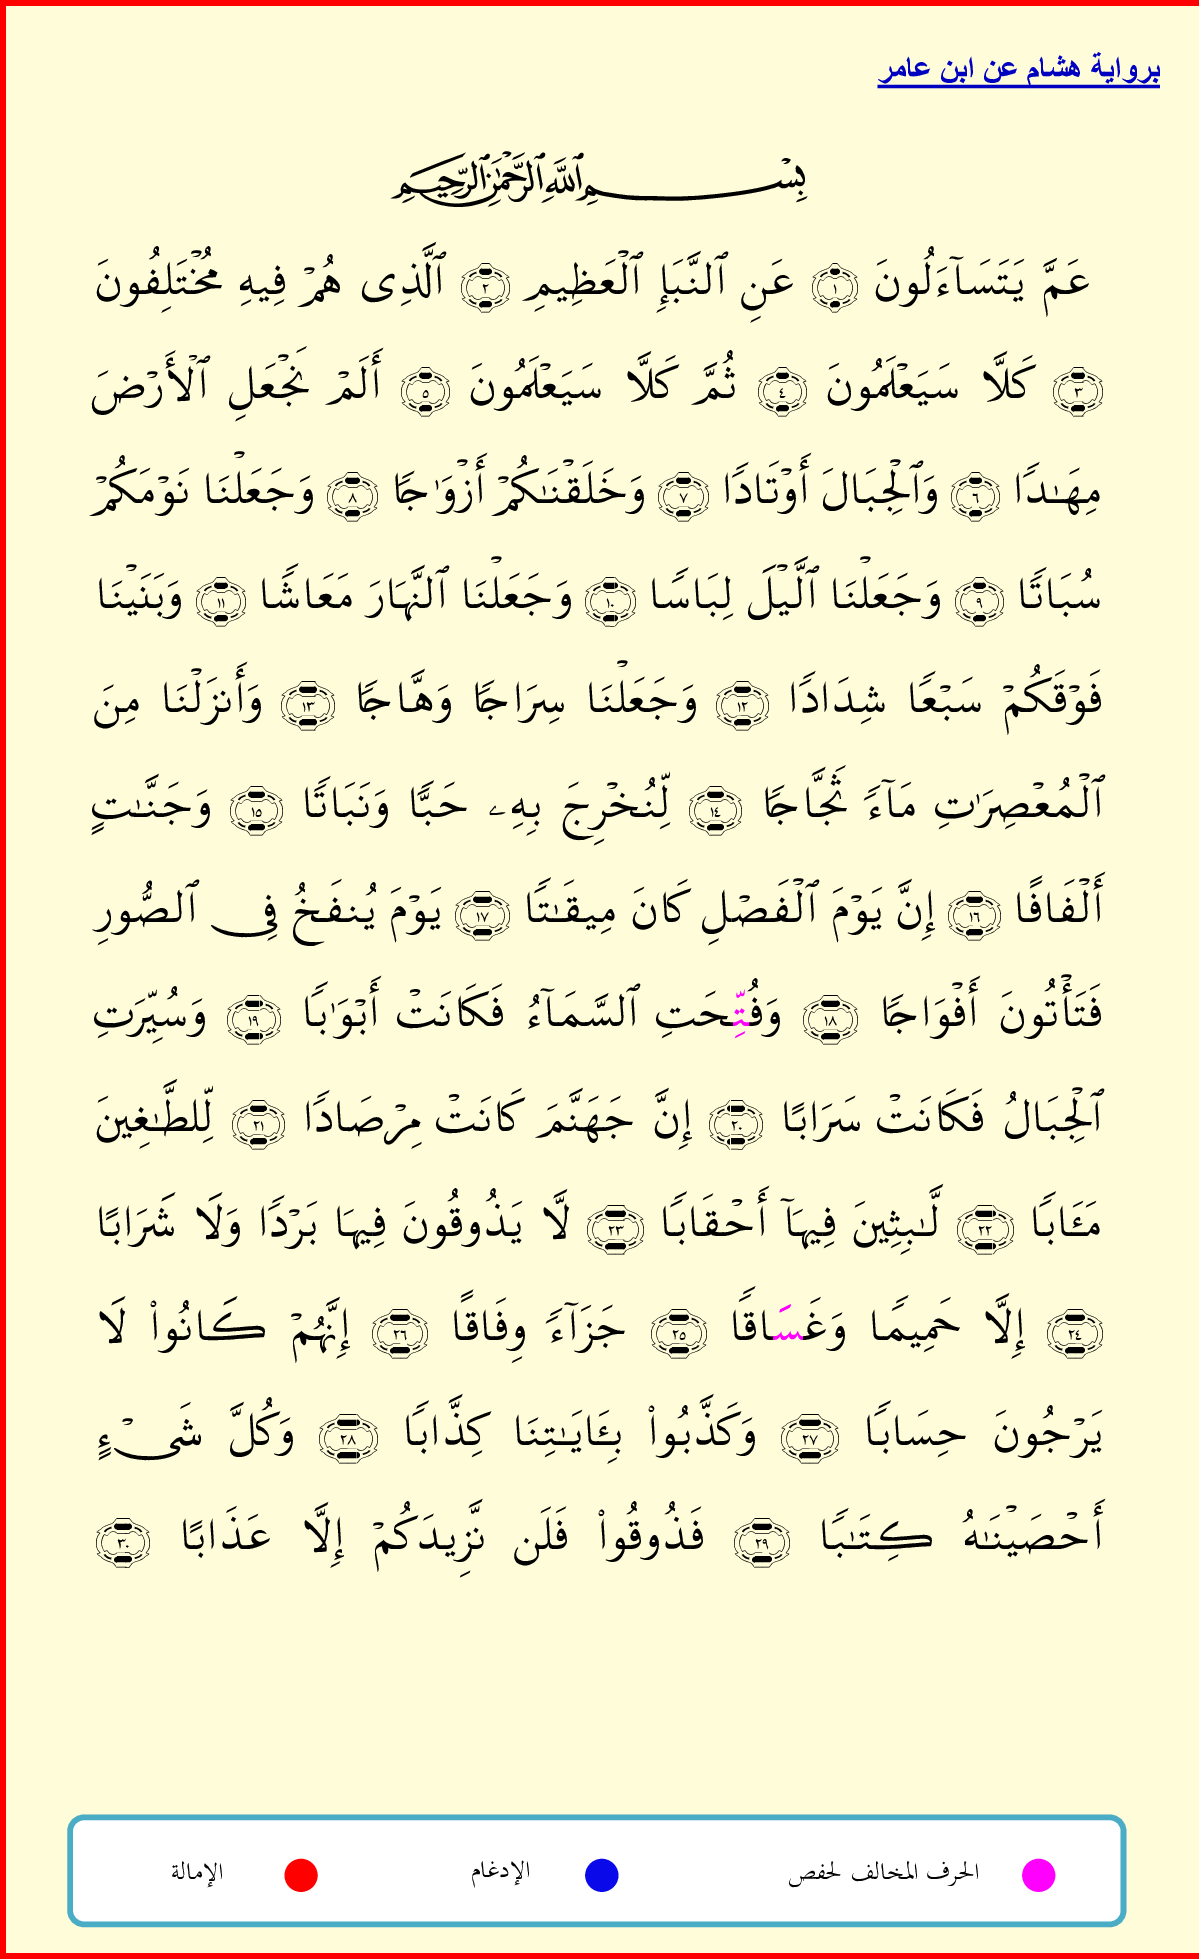 برواية هشام عن ابن عامر
بِسْمِ ٱللَّهِ ٱلرَّحْمَٰنِ ٱلرَّحِيمِ
عَمَّ يَتَسَآءَلُونَ ١ عَنِ ٱلنَّبَإِ ٱلْعَظِيمِ ٢ ٱلَّذِى هُمْ فِيهِ مُخْتَلِفُونَ
٣ كَلَّا سَيَعْلَمُونَ ٤ ثُمَّ كَلَّا سَيَعْلَمُونَ ٥ أَلَمْ نَجْعَلِ ٱلْأَرْضَ
مِهَـٰدًا ٦ وَٱلْجِبَالَ أَوْتَادًا ٧ وَخَلَقْنَـٰكُمْ أَزْوَٰجًا ٨ وَجَعَلْنَا نَوْمَكُمْ
سُبَاتًا ٩ وَجَعَلْنَا ٱلَّيْلَ لِبَاسًا ١٠ وَجَعَلْنَا ٱلنَّهَارَ مَعَاشًا ١١ وَبَنَيْنَا
فَوْقَكُمْ سَبْعًا شِدَادًا ١٢ وَجَعَلْنَا سِرَاجًا وَهَّاجًا ١٣ وَأَنزَلْنَا مِنَ
ٱلْمُعْصِرَٰتِ مَآءً ثَجَّاجًا ١٤ لِّنُخْرِجَ بِهِۦ حَبًّا وَنَبَاتًا ١٥ وَجَنَّـٰتٍ
أَلْفَافًا ١٦ إِنَّ يَوْمَ ٱلْفَصْلِ كَانَ مِيقَـٰتًا ١٧ يَوْمَ يُنفَخُ فِى ٱلصُّورِ
فَتَأْتُونَ أَفْوَاجًا ١٨ وَفُتِّحَتِ ٱلسَّمَآءُ فَكَانَتْ أَبْوَٰبًا ١٩ وَسُيِّرَتِ
ٱلْجِبَالُ فَكَانَتْ سَرَابًا ٢٠ إِنَّ جَهَنَّمَ كَانَتْ مِرْصَادًا ٢١ لِّلطَّـٰغِينَ
مَـَٔابًا ٢٢ لَّـٰبِثِينَ فِيهَآ أَحْقَابًا ٢٣ لَّا يَذُوقُونَ فِيهَا بَرْدًا وَلَا شَرَابًا
٢٤ إِلَّا حَمِيمًا وَغَسَاقًا ٢٥ جَزَآءً وِفَاقًا ٢٦ إِنَّهُمْ كَانُوا۟ لَا
يَرْجُونَ حِسَابًا ٢٧ وَكَذَّبُوا۟ بِـَٔايَـٰتِنَا كِذَّابًا ٢٨ وَكُلَّ شَىْءٍ
أَحْصَيْنَـٰهُ كِتَـٰبًا ٢٩ فَذُوقُوا۟ فَلَن نَّزِيدَكُمْ إِلَّا عَذَابًا ٣٠
الحرف المخالف لحفص الإدغام الإمالة